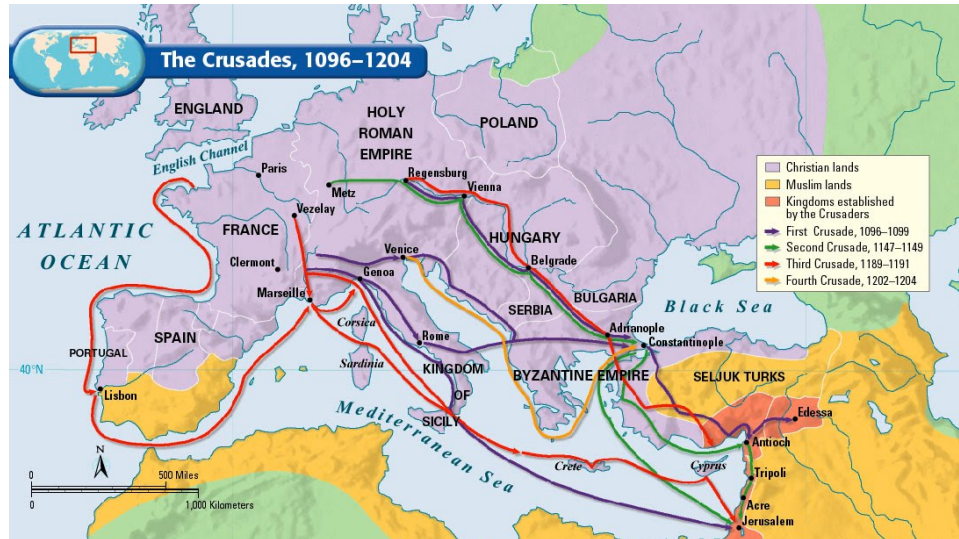 The Crusades, 1096–1204
ENGLAND
English Channel
Paris
HOLY
ROMAN
EMPIRE
POLAND
Regensburg
Metz
Vienna
Vezelay
ATLANTIC
OCEAN
FRANCE
Clermont
Venice
Genoa
Marseille
HUNGARY
Belgrade
SERBIA
BULGARIA
Black Sea
Christian lands
Muslim lands
Kingdoms established
by the Crusaders
First Crusade, 1096–1099
Second Crusade, 1147–1149
Third Crusade, 1189–1191
Fourth Crusade, 1202–1204
Corsica
Rome
Adrianople
Constantinople
SPAIN
PORTUGAL
40°N
Lisbon
Sardinia
KINGDOM
OF
SICILY
BYZANTINE EMPIRE
SELJUK TURKS
Edessa
Antioch
Mediterranean Sea
Crete
Cyprus
Tripoli
Acre
Jerusalem
N
0 500 Miles
0 1,000 Kilometers